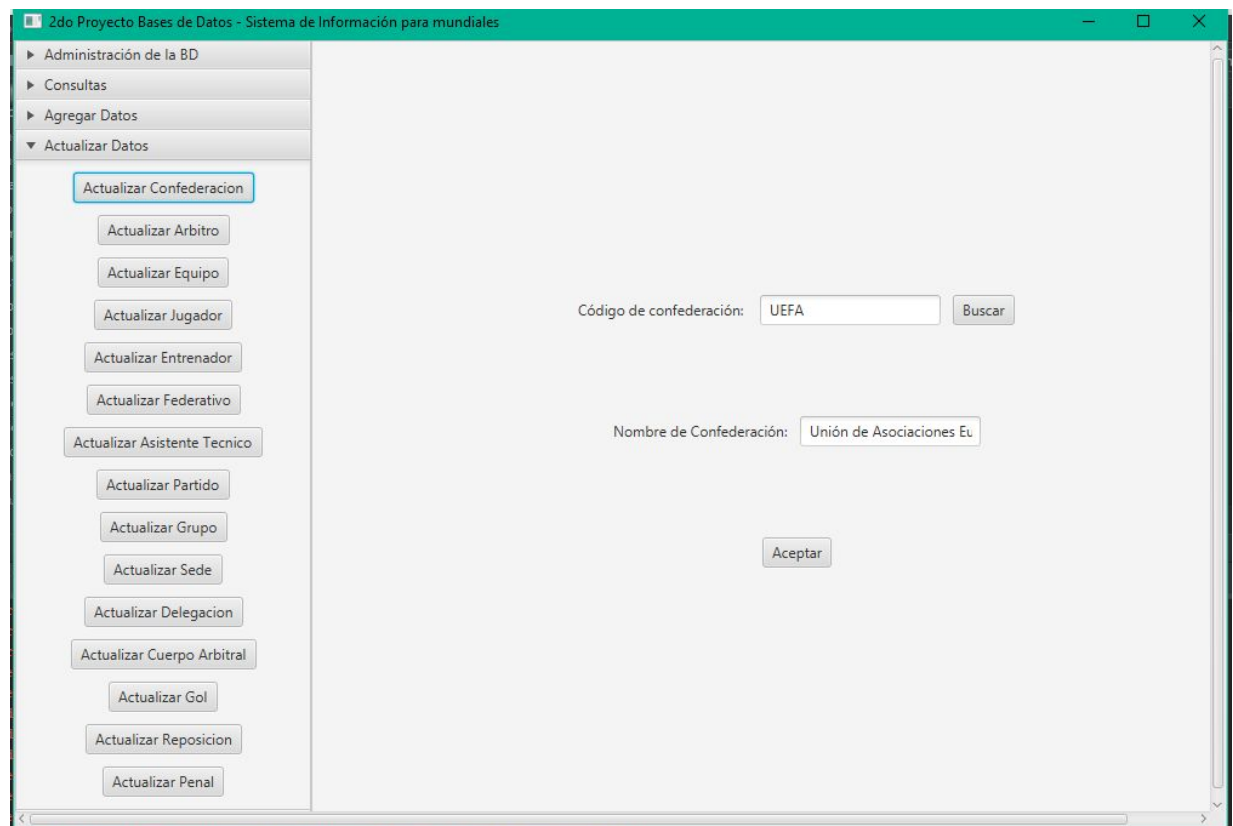 2do Proyecto Bases de Datos - Sistema de Información para mundiales
Administración de la BD
Consultas
Agregar Datos
Actualizar Datos
Actualizar Confederacion
Actualizar Arbitro
Actualizar Equipo
Actualizar Jugador
Actualizar Entrenador
Actualizar Federativo
Actualizar Asistente Tecnico
Actualizar Partido
Actualizar Grupo
Actualizar Sede
Actualizar Delegacion
Actualizar Cuerpo Arbitral
Actualizar Gol
Actualizar Reposicion
Actualizar Penal
Código de confederación: UEFA Buscar
Nombre de Confederación: Unión de Asociaciones Eu
Aceptar